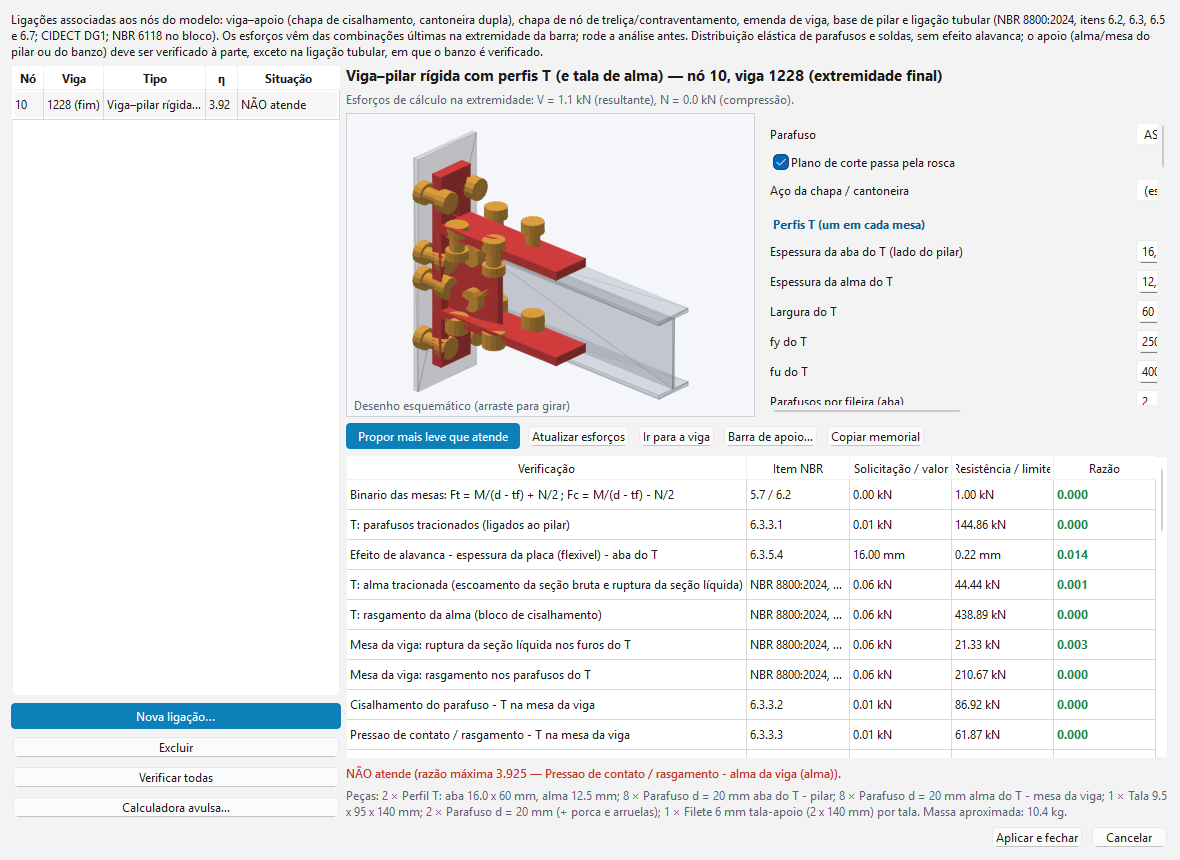 Ligações associadas aos nós do modelo: viga–apoio (chapa de cisalhamento, cantoneira dupla), chapa de nó de treliça/contraventamento, emenda de viga, base de pilar e ligação tubular (NBR 8800:2024, itens 6.2, 6.3, 6.5
e 6.7; CIDECT DG1; NBR 6118 no bloco). Os esforços vêm das combinações últimas na extremidade da barra; rode a análise antes. Distribuição elástica de parafusos e soldas, sem efeito alavanca; o apoio (alma/mesa do
pilar ou do banzo) deve ser verificado à parte, exceto na ligação tubular, em que o banzo é verificado.
Nó Viga Tipo η Situação
10 1228 (fim) Viga–pilar rígida... 3.92 NÃO atende
Viga–pilar rígida com perfis T (e tala de alma) — nó 10, viga 1228 (extremidade final)
Esforços de cálculo na extremidade: V = 1.1 kN (resultante), N = 0.0 kN (compressão).
Desenho esquemático (arraste para girar)
Parafuso AS
Plano de corte passa pela rosca
Aço da chapa / cantoneira (es
Perfis T (um em cada mesa)
Espessura da aba do T (lado do pilar) 16,
Espessura da alma do T 12,
Largura do T 60
fy do T 250
fu do T 400
Parafusos por fileira (aba) 2
Propor mais leve que atende Atualizar esforços Ir para a viga Barra de apoio... Copiar memorial
Verificação Item NBR Solicitação / valor Resistência / limite Razão
Binario das mesas: Ft = M/(d - tf) + N/2 ; Fc = M/(d - tf) - N/2 5.7 / 6.2 0.00 kN 1.00 kN 0.000
T: parafusos tracionados (ligados ao pilar) 6.3.3.1 0.01 kN 144.86 kN 0.000
Efeito de alavanca - espessura da placa (flexivel) - aba do T 6.3.5.4 16.00 mm 0.22 mm 0.014
T: alma tracionada (escoamento da seção bruta e ruptura da seção líquida) NBR 8800:2024, ... 0.06 kN 44.44 kN 0.001
T: rasgamento da alma (bloco de cisalhamento) NBR 8800:2024, ... 0.06 kN 438.89 kN 0.000
Mesa da viga: ruptura da seção líquida nos furos do T NBR 8800:2024, ... 0.06 kN 21.33 kN 0.003
Mesa da viga: rasgamento nos parafusos do T NBR 8800:2024, ... 0.06 kN 210.67 kN 0.000
Cisalhamento do parafuso - T na mesa da viga 6.3.3.2 0.01 kN 86.92 kN 0.000
Pressao de contato / rasgamento - T na mesa da viga 6.3.3.3 0.01 kN 61.87 kN 0.000
NÃO atende (razão máxima 3.925 — Pressao de contato / rasgamento - alma da viga (alma)).
Peças: 2 × Perfil T: aba 16.0 x 60 mm, alma 12.5 mm; 8 × Parafuso d = 20 mm aba do T - pilar; 8 × Parafuso d = 20 mm alma do T - mesa da viga; 1 × Tala 9.5
x 95 x 140 mm; 2 × Parafuso d = 20 mm (+ porca e arruelas); 1 × Filete 6 mm tala-apoio (2 x 140 mm) por tala. Massa aproximada: 10.4 kg.
Nova ligação...
Excluir
Verificar todas
Calculadora avulsa...
Aplicar e fechar Cancelar